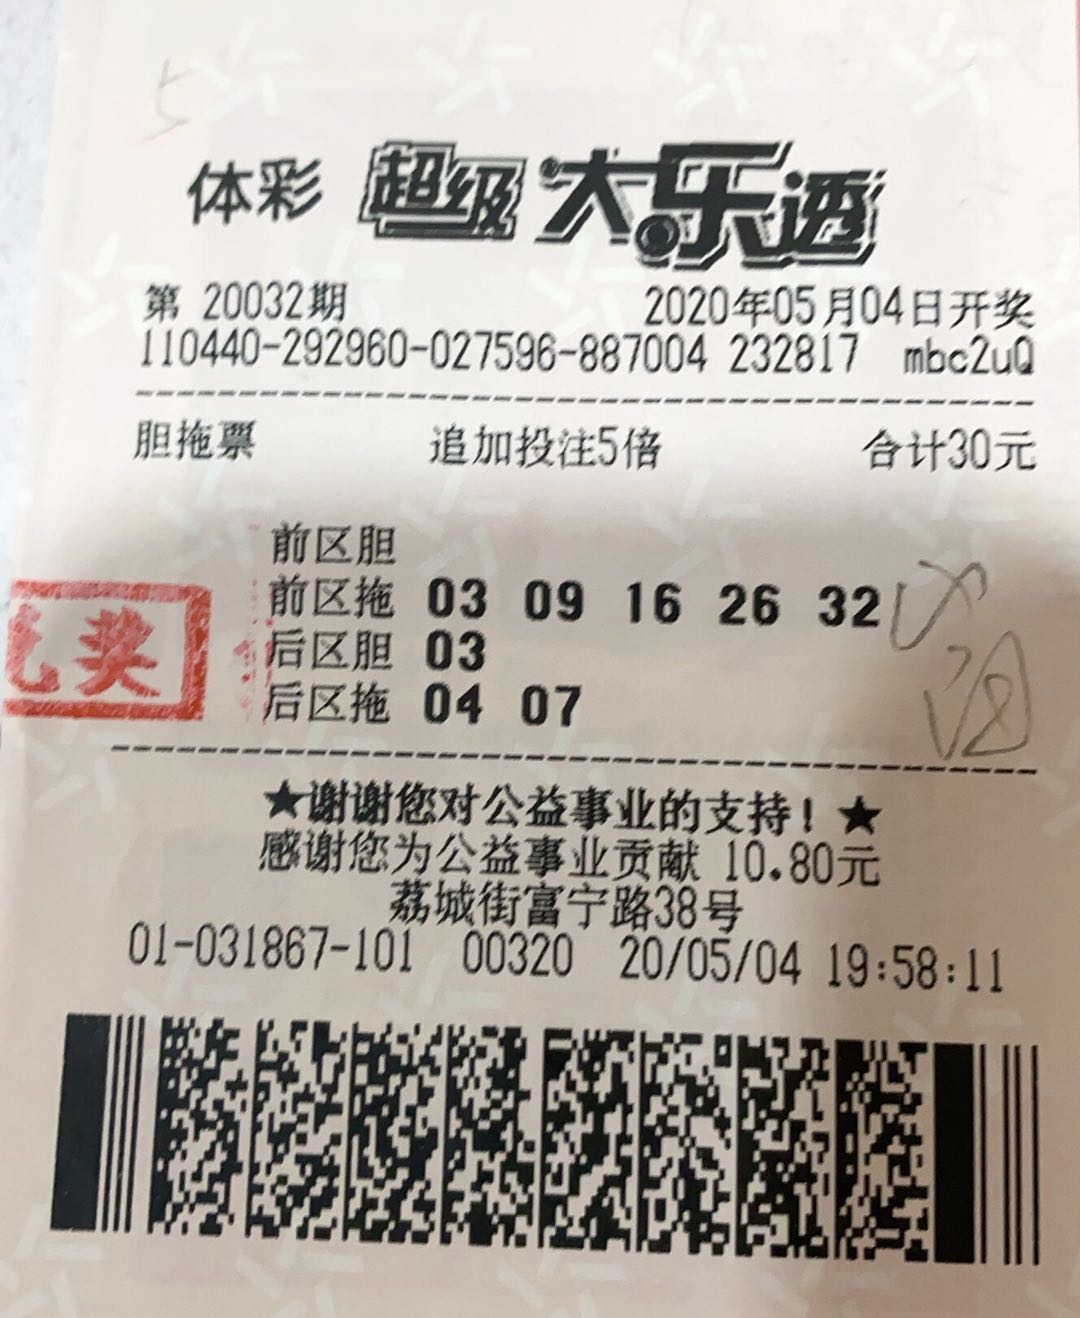 5
体彩 超级大乐透
第 20032期 2020年05月04日开奖
110440-292960-027596-887004 232817 mbc2uQ
胆拖票 追加投注5倍 合计30元
前区胆
前区拖 03 09 16 26 32
兑奖
后区胆 03
后区拖 04 07
★谢谢您对公益事业的支持！★
感谢您为公益事业贡献 10.80元
荔城街富宁路38号
01-031867-101 00320 20/05/04 19:58:11